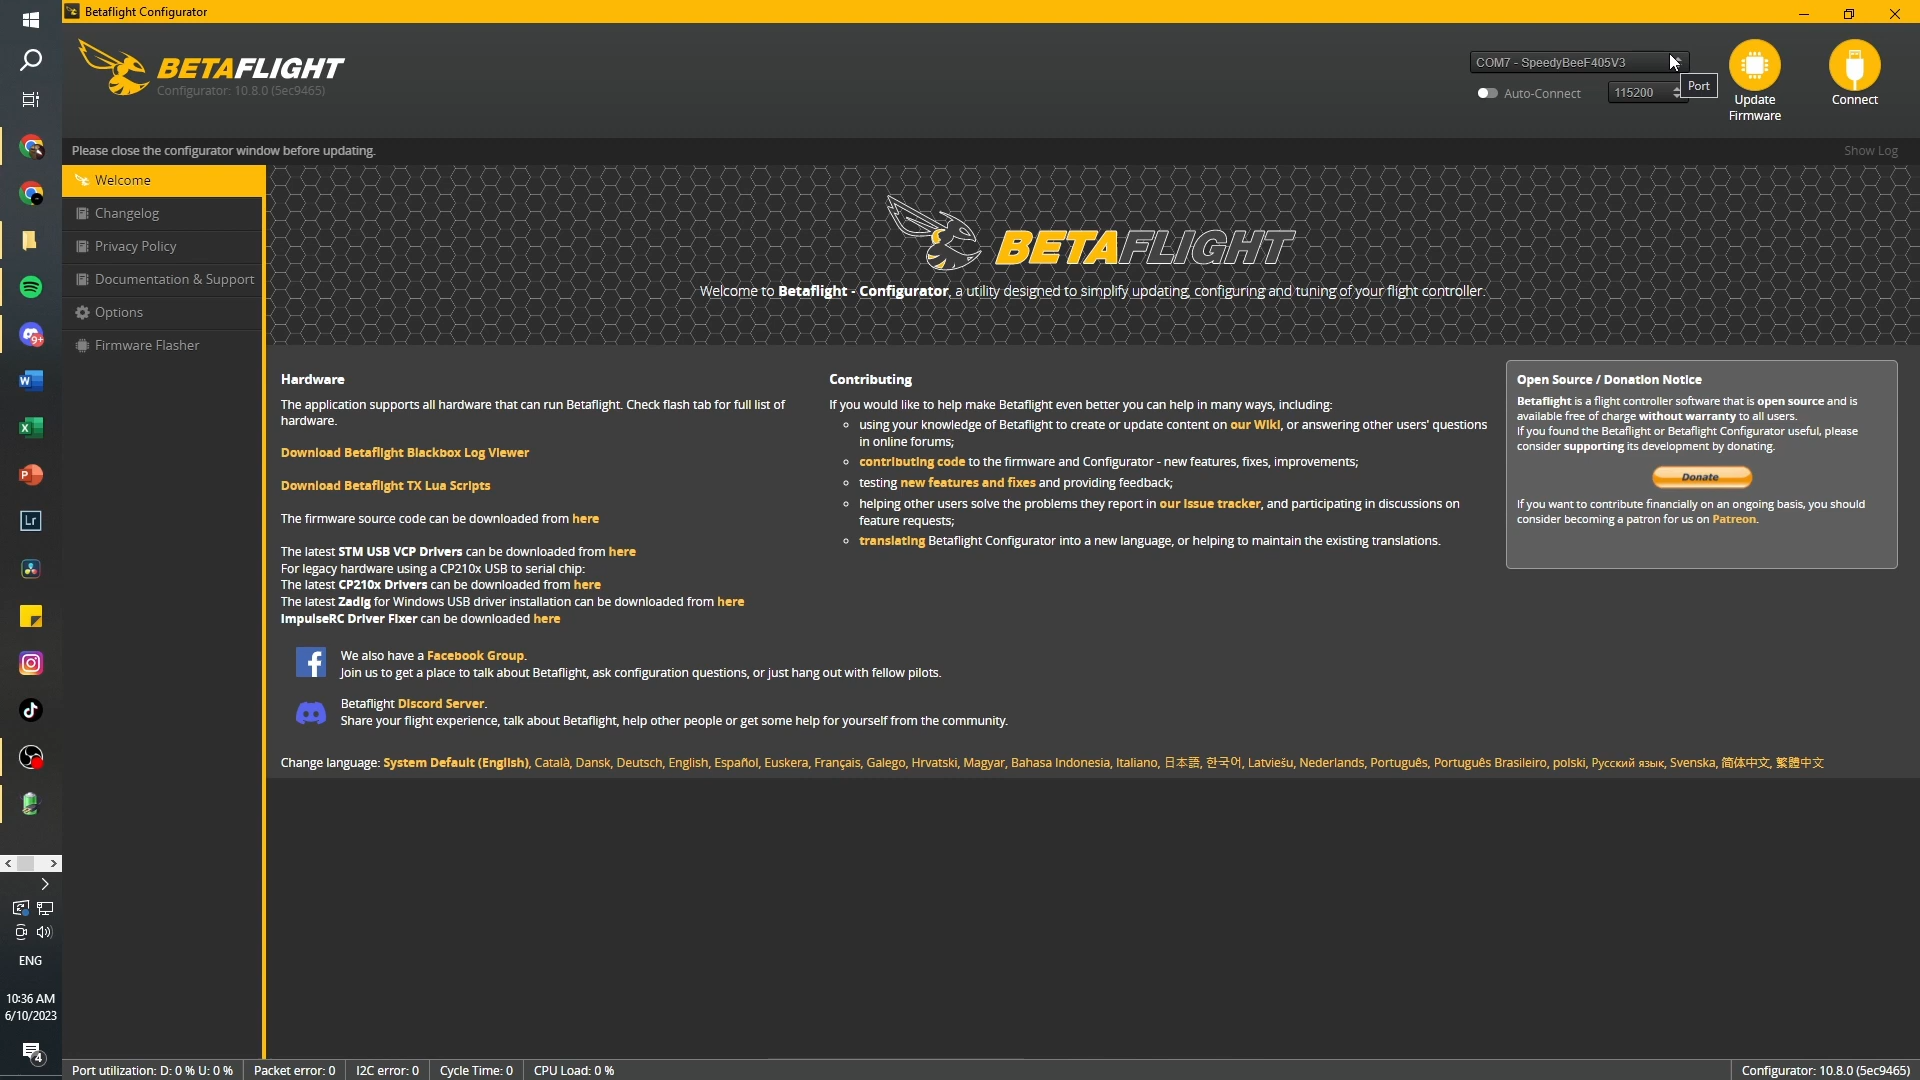 Betaflight Configurator
BETAFLIGHT
Configurator: 10.8.0 (5ec9465)
COM7 - SpeedyBeeF405V3
Auto-Connect
115200
Port
Update
Firmware
Connect
Please close the configurator window before updating.
Show Log
Welcome
Changelog
Privacy Policy
Documentation & Support
Options
Firmware Flasher
BETAFLIGHT
Welcome to Betaflight - Configurator, a utility designed to simplify updating, configuring and tuning of your flight controller.
Hardware
The application supports all hardware that can run Betaflight. Check flash tab for full list of
hardware.
Download Betaflight Blackbox Log Viewer
Download Betaflight TX Lua Scripts
The firmware source code can be downloaded from here
The latest STM USB VCP Drivers can be downloaded from here
For legacy hardware using a CP210x USB to serial chip:
The latest CP210x Drivers can be downloaded from here
The latest Zadig for Windows USB driver installation can be downloaded from here
ImpulseRC Driver Fixer can be downloaded here
Contributing
If you would like to help make Betaflight even better you can help in many ways, including:
using your knowledge of Betaflight to create or update content on our Wiki, or answering other users' questions
in online forums;
contributing code to the firmware and Configurator - new features, fixes, improvements;
testing new features and fixes and providing feedback;
helping other users solve the problems they report in our issue tracker, and participating in discussions on
feature requests;
translating Betaflight Configurator into a new language, or helping to maintain the existing translations.
Open Source / Donation Notice
Betaflight is a flight controller software that is open source and is
available free of charge without warranty to all users.
If you found the Betaflight or Betaflight Configurator useful, please
consider supporting its development by donating.
Donate
If you want to contribute financially on an ongoing basis, you should
consider becoming a patron for us on Patreon.
We also have a Facebook Group.
Join us to get a place to talk about Betaflight, ask configuration questions, or just hang out with fellow pilots.
Betaflight Discord Server.
Share your flight experience, talk about Betaflight, help other people or get some help for yourself from the community.
Change language: System Default (English), Català, Dansk, Deutsch, English, Español, Euskera, Français, Galego, Hrvatski, Magyar, Bahasa Indonesia, Italiano, 日本語, 한국어, Latviešu, Nederlands, Português, Português Brasileiro, polski, Русский язык, Svenska, 简体中文, 繁體中文
9+
W
X
P
Lr
ENG
10:36 AM
6/10/2023
4
Port utilization: D: 0 % U: 0 %
Packet error: 0
I2C error: 0
Cycle Time: 0
CPU Load: 0 %
Configurator: 10.8.0 (5ec9465)